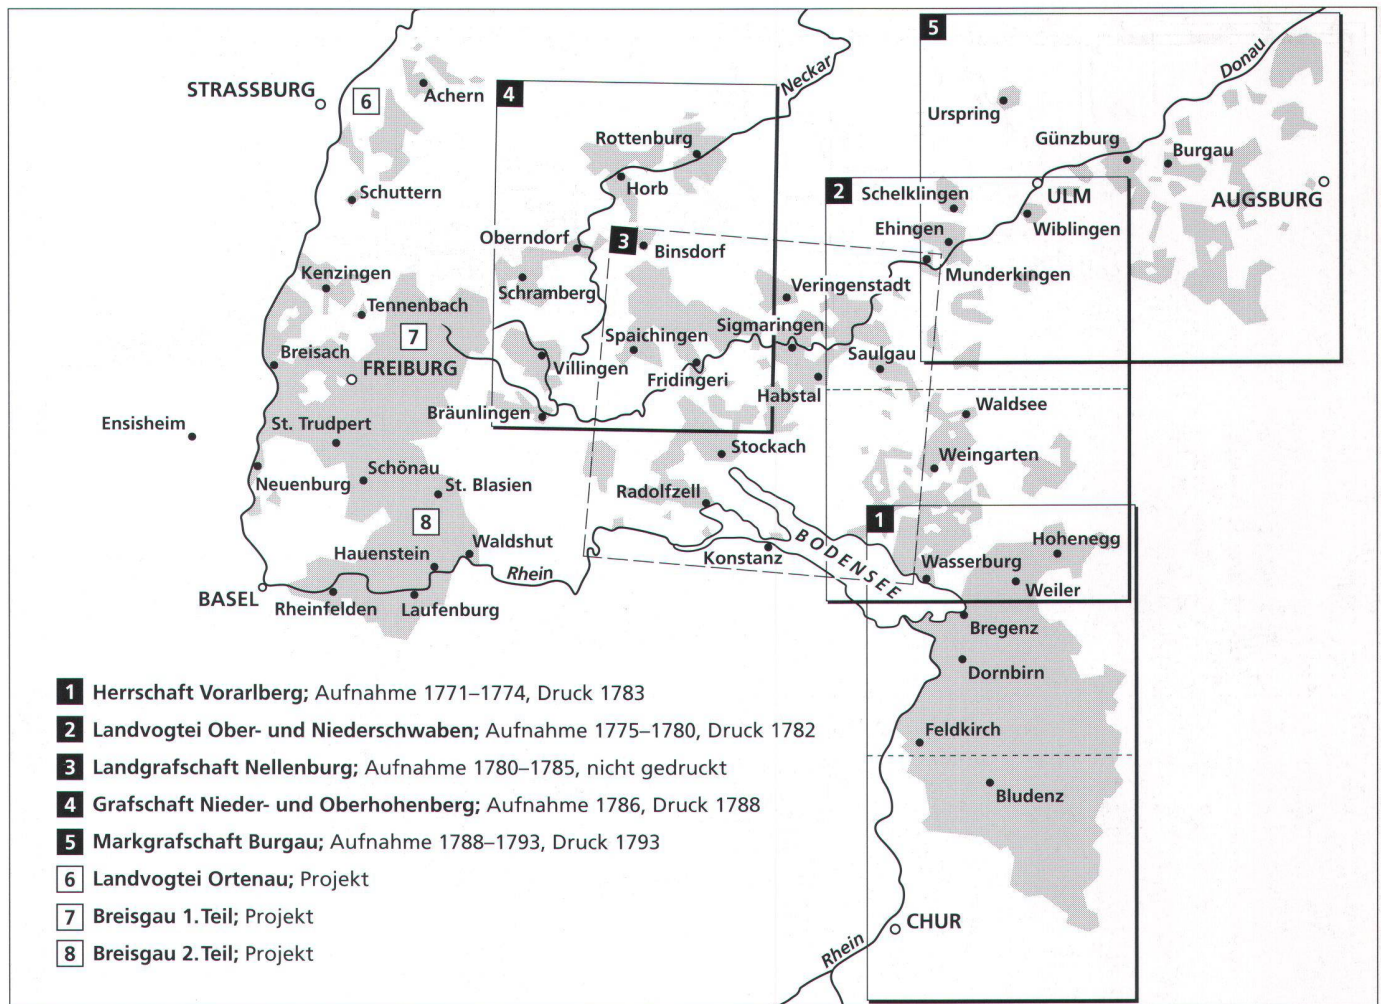 5
Donau
Neckar
STRASSBURG
6
Achern
4
Urspring
Rottenburg
Günzburg
Burgau
Horb
2
Schelklingen
ULM
AUGSBURG
Schuttern
Ehingen
Wiblingen
Oberndorf
3
Binsdorf
Munderkingen
Kenzingen
Schramberg
Veringenstadt
Tennenbach
7
Spaichingen
Sigmaringen
Breisach
FREIBURG
Villingen
Fridingeri
Saulgau
Habstal
Bräunlingen
Waldsee
Ensisheim
St. Trudpert
Stockach
Weingarten
Schönau
Neuenburg
St. Blasien
Radolfzell
8
1
Waldshut
Hauenstein
Konstanz
BODENSEE
Hohenegg
Wasserburg
Rhein
Weiler
BASEL
Rheinfelden
Laufenburg
Bregenz
Dornbirn
Feldkirch
Bludenz
CHUR
Rhein
1 Herrschaft Vorarlberg; Aufnahme 1771–1774, Druck 1783
2 Landvogtei Ober- und Niederschwaben; Aufnahme 1775–1780, Druck 1782
3 Landgrafschaft Nellenburg; Aufnahme 1780–1785, nicht gedruckt
4 Grafschaft Nieder- und Oberhohenberg; Aufnahme 1786, Druck 1788
5 Markgrafschaft Burgau; Aufnahme 1788–1793, Druck 1793
6 Landvogtei Ortenau; Projekt
7 Breisgau 1. Teil; Projekt
8 Breisgau 2. Teil; Projekt